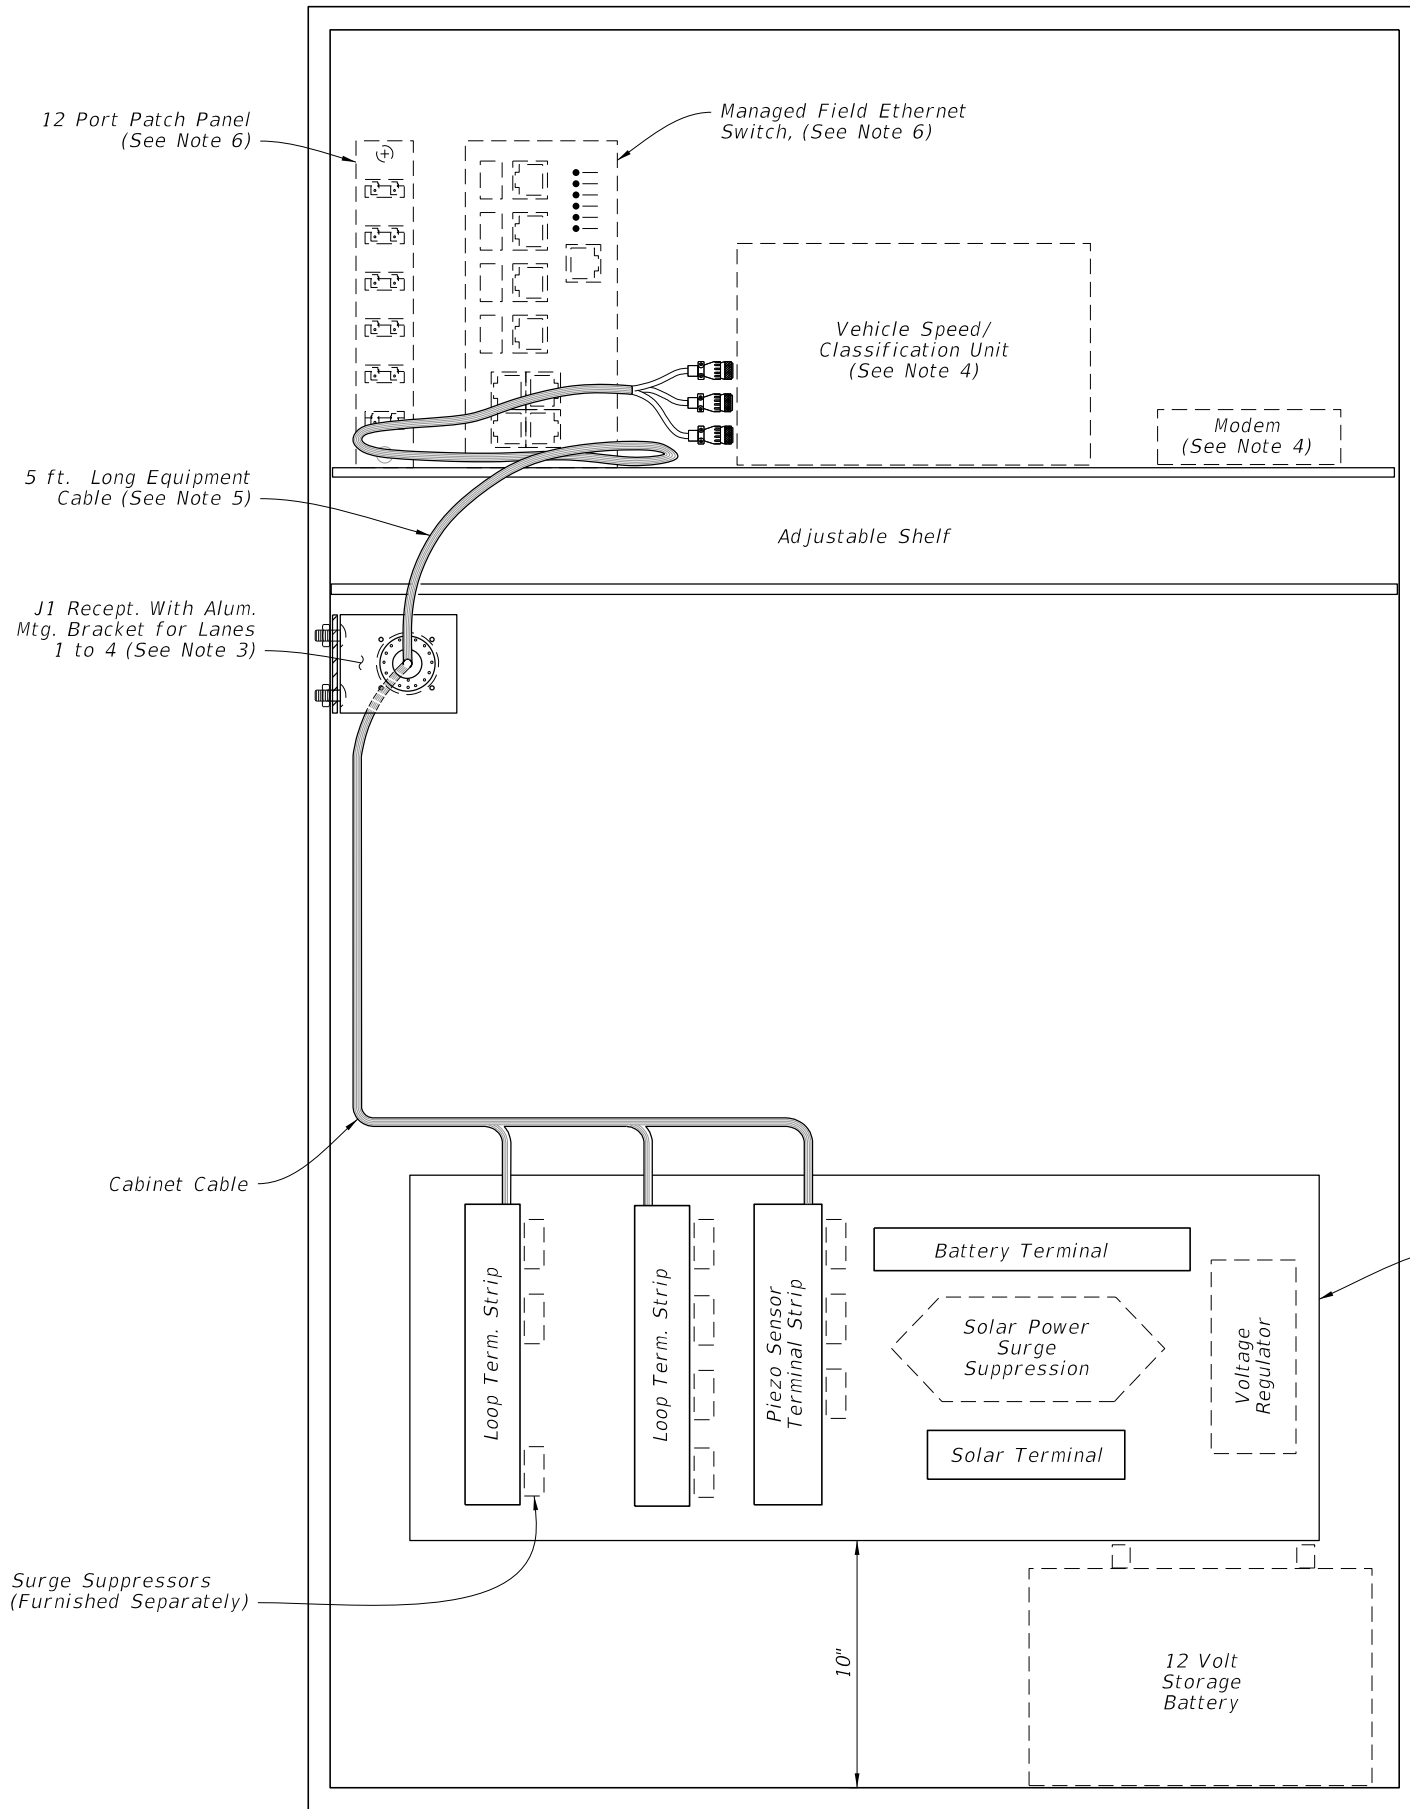 12 Port Patch Panel
(See Note 6)
Managed Field Ethernet
Switch, (See Note 6)
Vehicle Speed/
Classification Unit
(See Note 4)
Modem
(See Note 4)
5 ft. Long Equipment
Cable (See Note 5)
Adjustable Shelf
J1 Recept. With Alum.
Mtg. Bracket for Lanes
1 to 4 (See Note 3)
Cabinet Cable
Loop Term. Strip
Loop Term. Strip
Piezo Sensor
Terminal Strip
Battery Terminal
Solar Power
Surge
Suppression
Voltage
Regulator
Solar Terminal
Surge Suppressors
(Furnished Separately)
10"
12 Volt
Storage
Battery